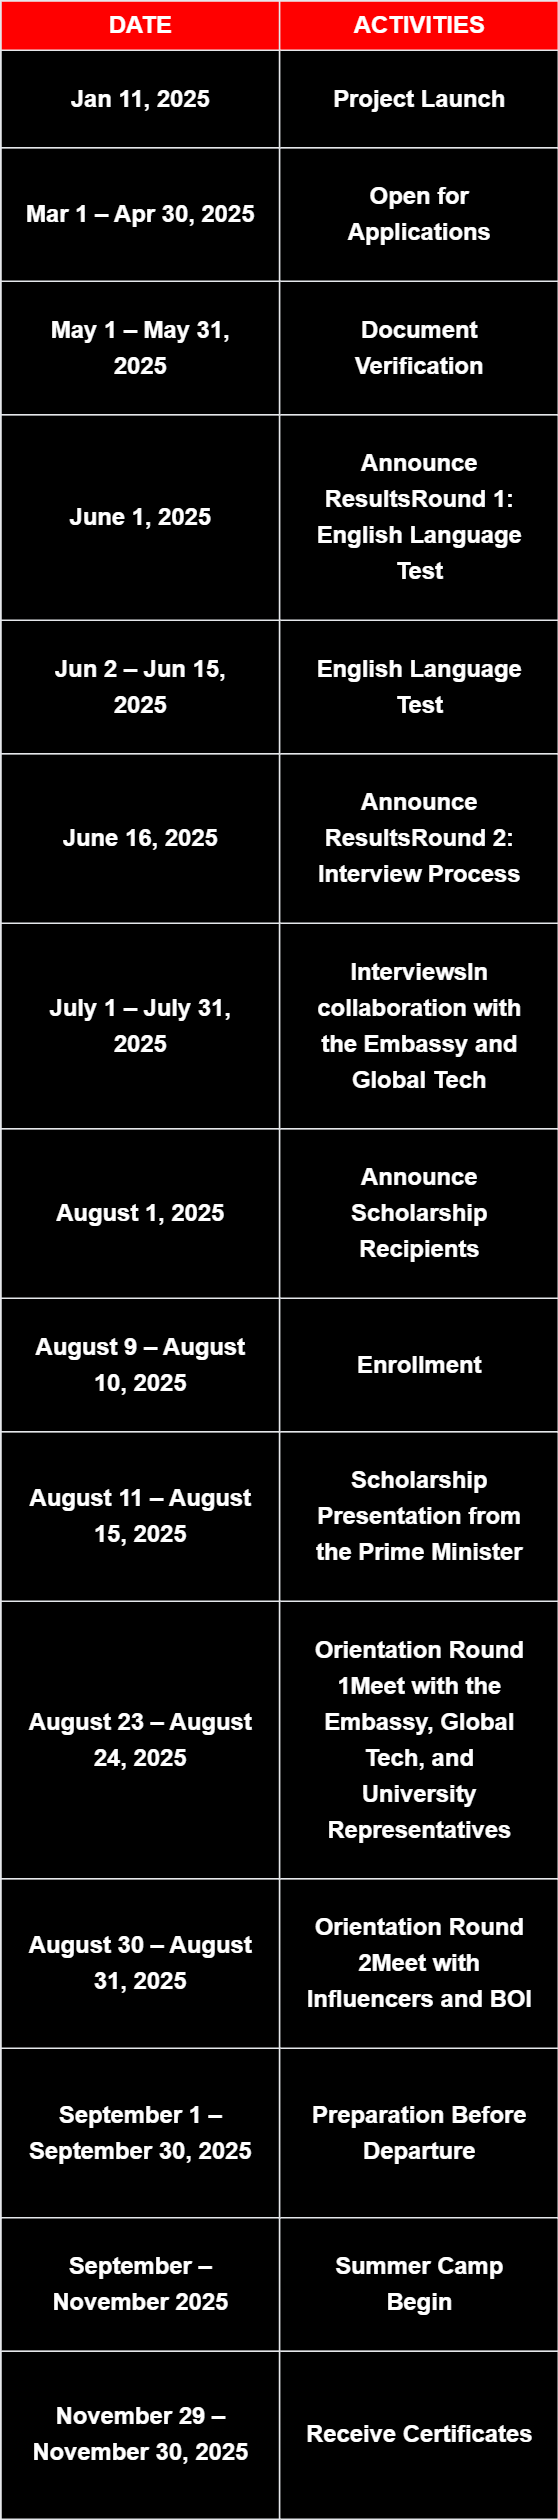 DATE
ACTIVITIES
Jan 11, 2025
Project Launch
Mar 1 – Apr 30, 2025
Open for
Applications
May 1 – May 31,
2025
Document
Verification
June 1, 2025
Announce
ResultsRound 1:
English Language
Test
Jun 2 – Jun 15,
2025
English Language
Test
June 16, 2025
Announce
ResultsRound 2:
Interview Process
July 1 – July 31,
2025
InterviewsIn
collaboration with
the Embassy and
Global Tech
August 1, 2025
Announce
Scholarship
Recipients
August 9 – August
10, 2025
Enrollment
August 11 – August
15, 2025
Scholarship
Presentation from
the Prime Minister
August 23 – August
24, 2025
Orientation Round
1Meet with the
Embassy, Global
Tech, and
University
Representatives
August 30 – August
31, 2025
Orientation Round
2Meet with
Influencers and BOI
September 1 –
September 30, 2025
Preparation Before
Departure
September –
November 2025
Summer Camp
Begin
November 29 –
November 30, 2025
Receive Certificates